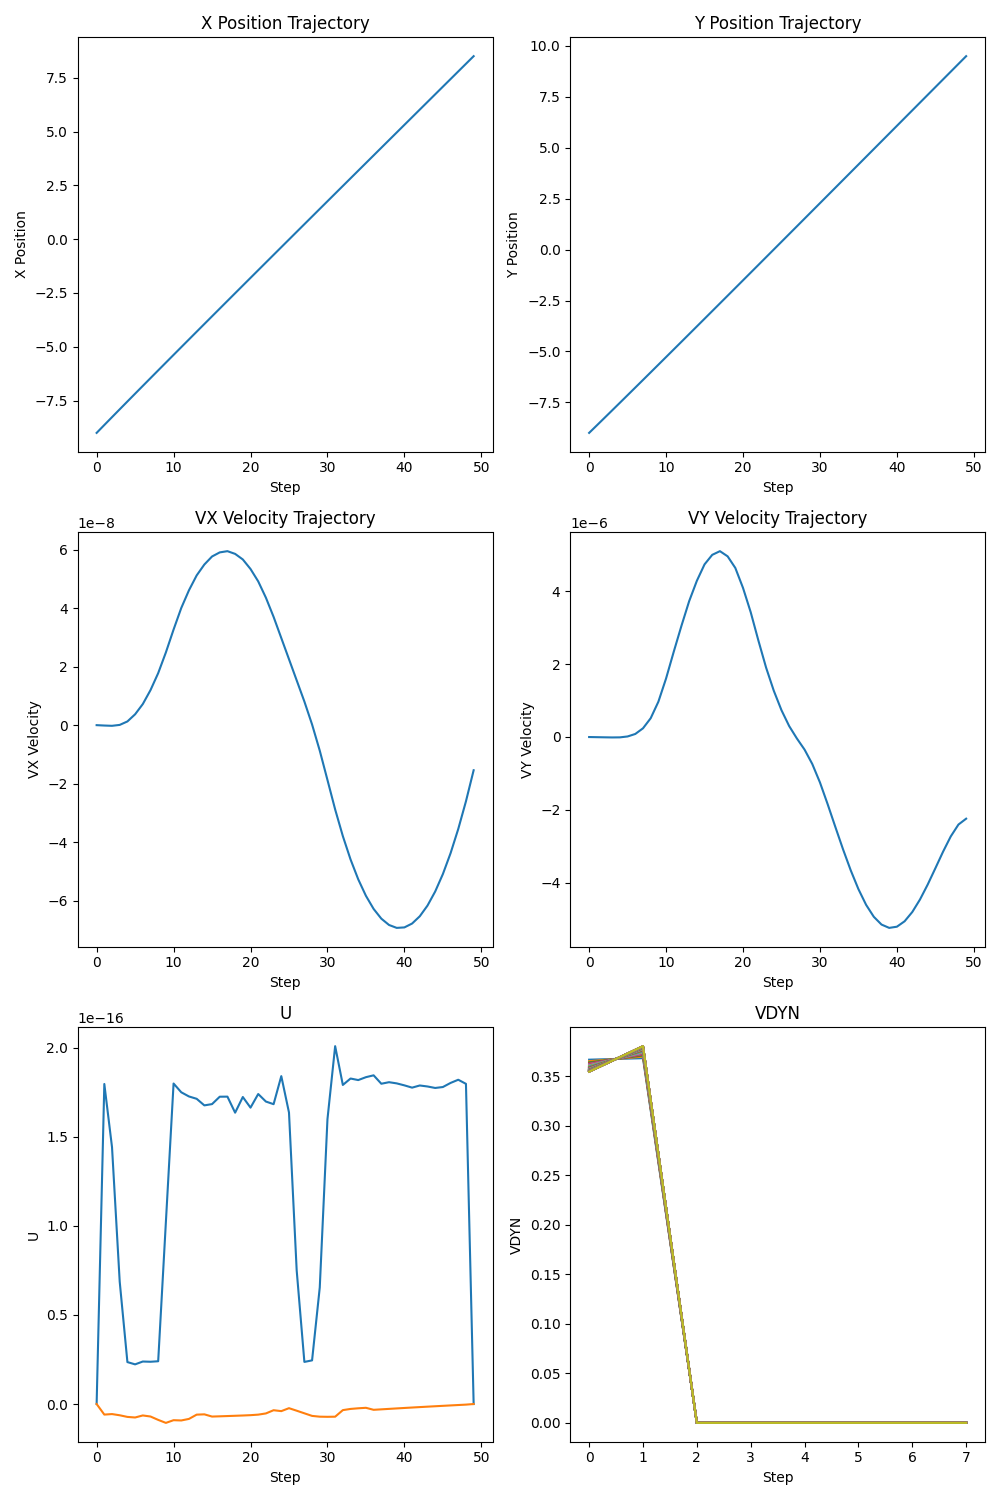 X Position Trajectory
X Position
7.5
5.0
2.5
0.0
−2.5
−5.0
−7.5
0 10 20 30 40 50
Step
Y Position Trajectory
Y Position
10.0
7.5
5.0
2.5
0.0
−2.5
−5.0
−7.5
0 10 20 30 40 50
Step
VX Velocity Trajectory
1e−8
VX Velocity
6
4
2
0
−2
−4
−6
0 10 20 30 40 50
Step
VY Velocity Trajectory
1e−6
VY Velocity
4
2
0
−2
−4
0 10 20 30 40 50
Step
U
1e−16
U
2.0
1.5
1.0
0.5
0.0
0 10 20 30 40 50
Step
VDYN
VDYN
0.35
0.30
0.25
0.20
0.15
0.10
0.05
0.00
0 1 2 3 4 5 6 7
Step